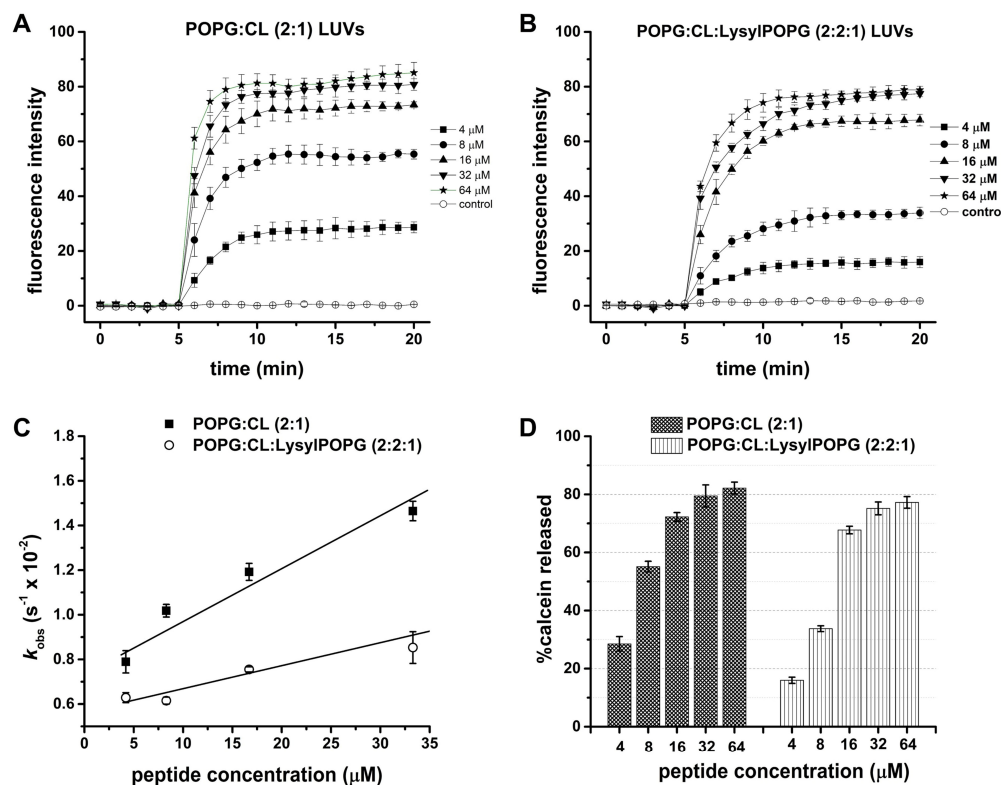 A
POPG:CL (2:1) LUVs
fluorescence intensity
100
80
60
40
20
0
0 5 10 15 20
time (min)
4 μM
8 μM
16 μM
32 μM
64 μM
control
B
POPG:CL:LysylPOPG (2:2:1) LUVs
fluorescence intensity
100
80
60
40
20
0
0 5 10 15 20
time (min)
4 μM
8 μM
16 μM
32 μM
64 μM
control
C
POPG:CL (2:1)
POPG:CL:LysylPOPG (2:2:1)
k_obs (s⁻¹ x 10⁻²)
1.8
1.6
1.4
1.2
1.0
0.8
0.6
0 5 10 15 20 25 30 35
peptide concentration (μM)
D
POPG:CL (2:1)
POPG:CL:LysylPOPG (2:2:1)
%calcein released
100
80
60
40
20
0
4 8 16 32 64 4 8 16 32 64
peptide concentration (μM)